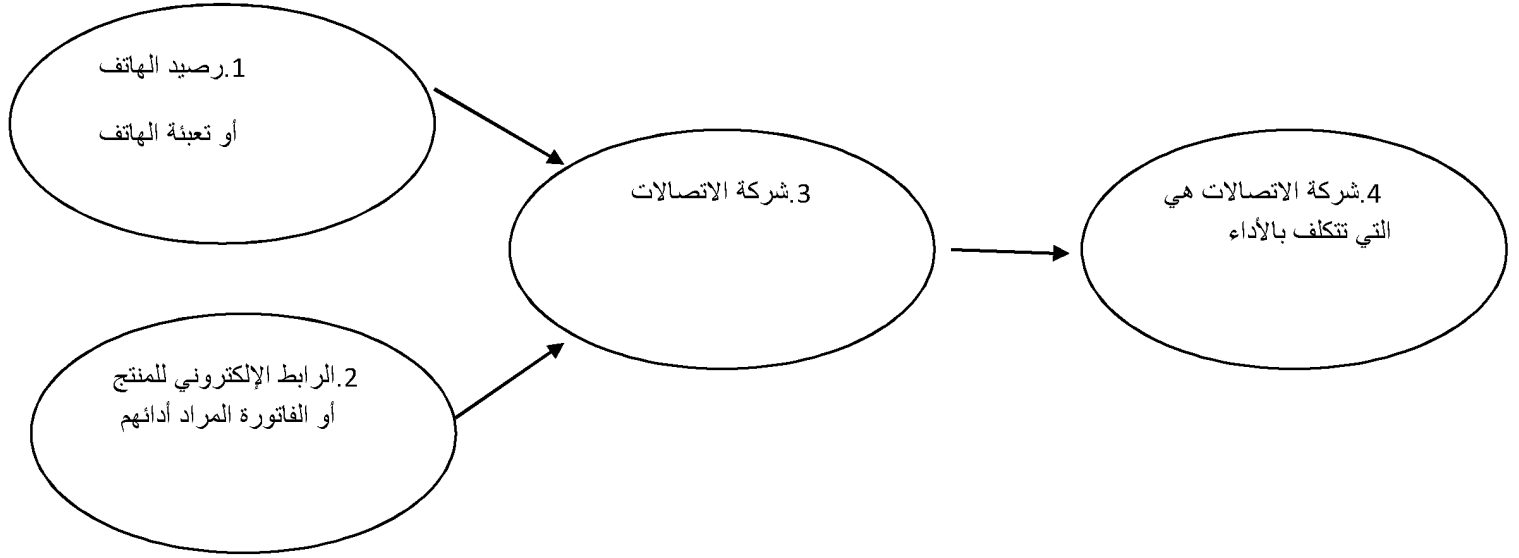 1.رصيد الهاتف
أو تعبئة الهاتف
2.الرابط الإلكتروني للمنتج
أو الفاتورة المراد أدائهم
3.شركة الاتصالات
4.شركة الاتصالات هي
التي تتكلف بالأداء